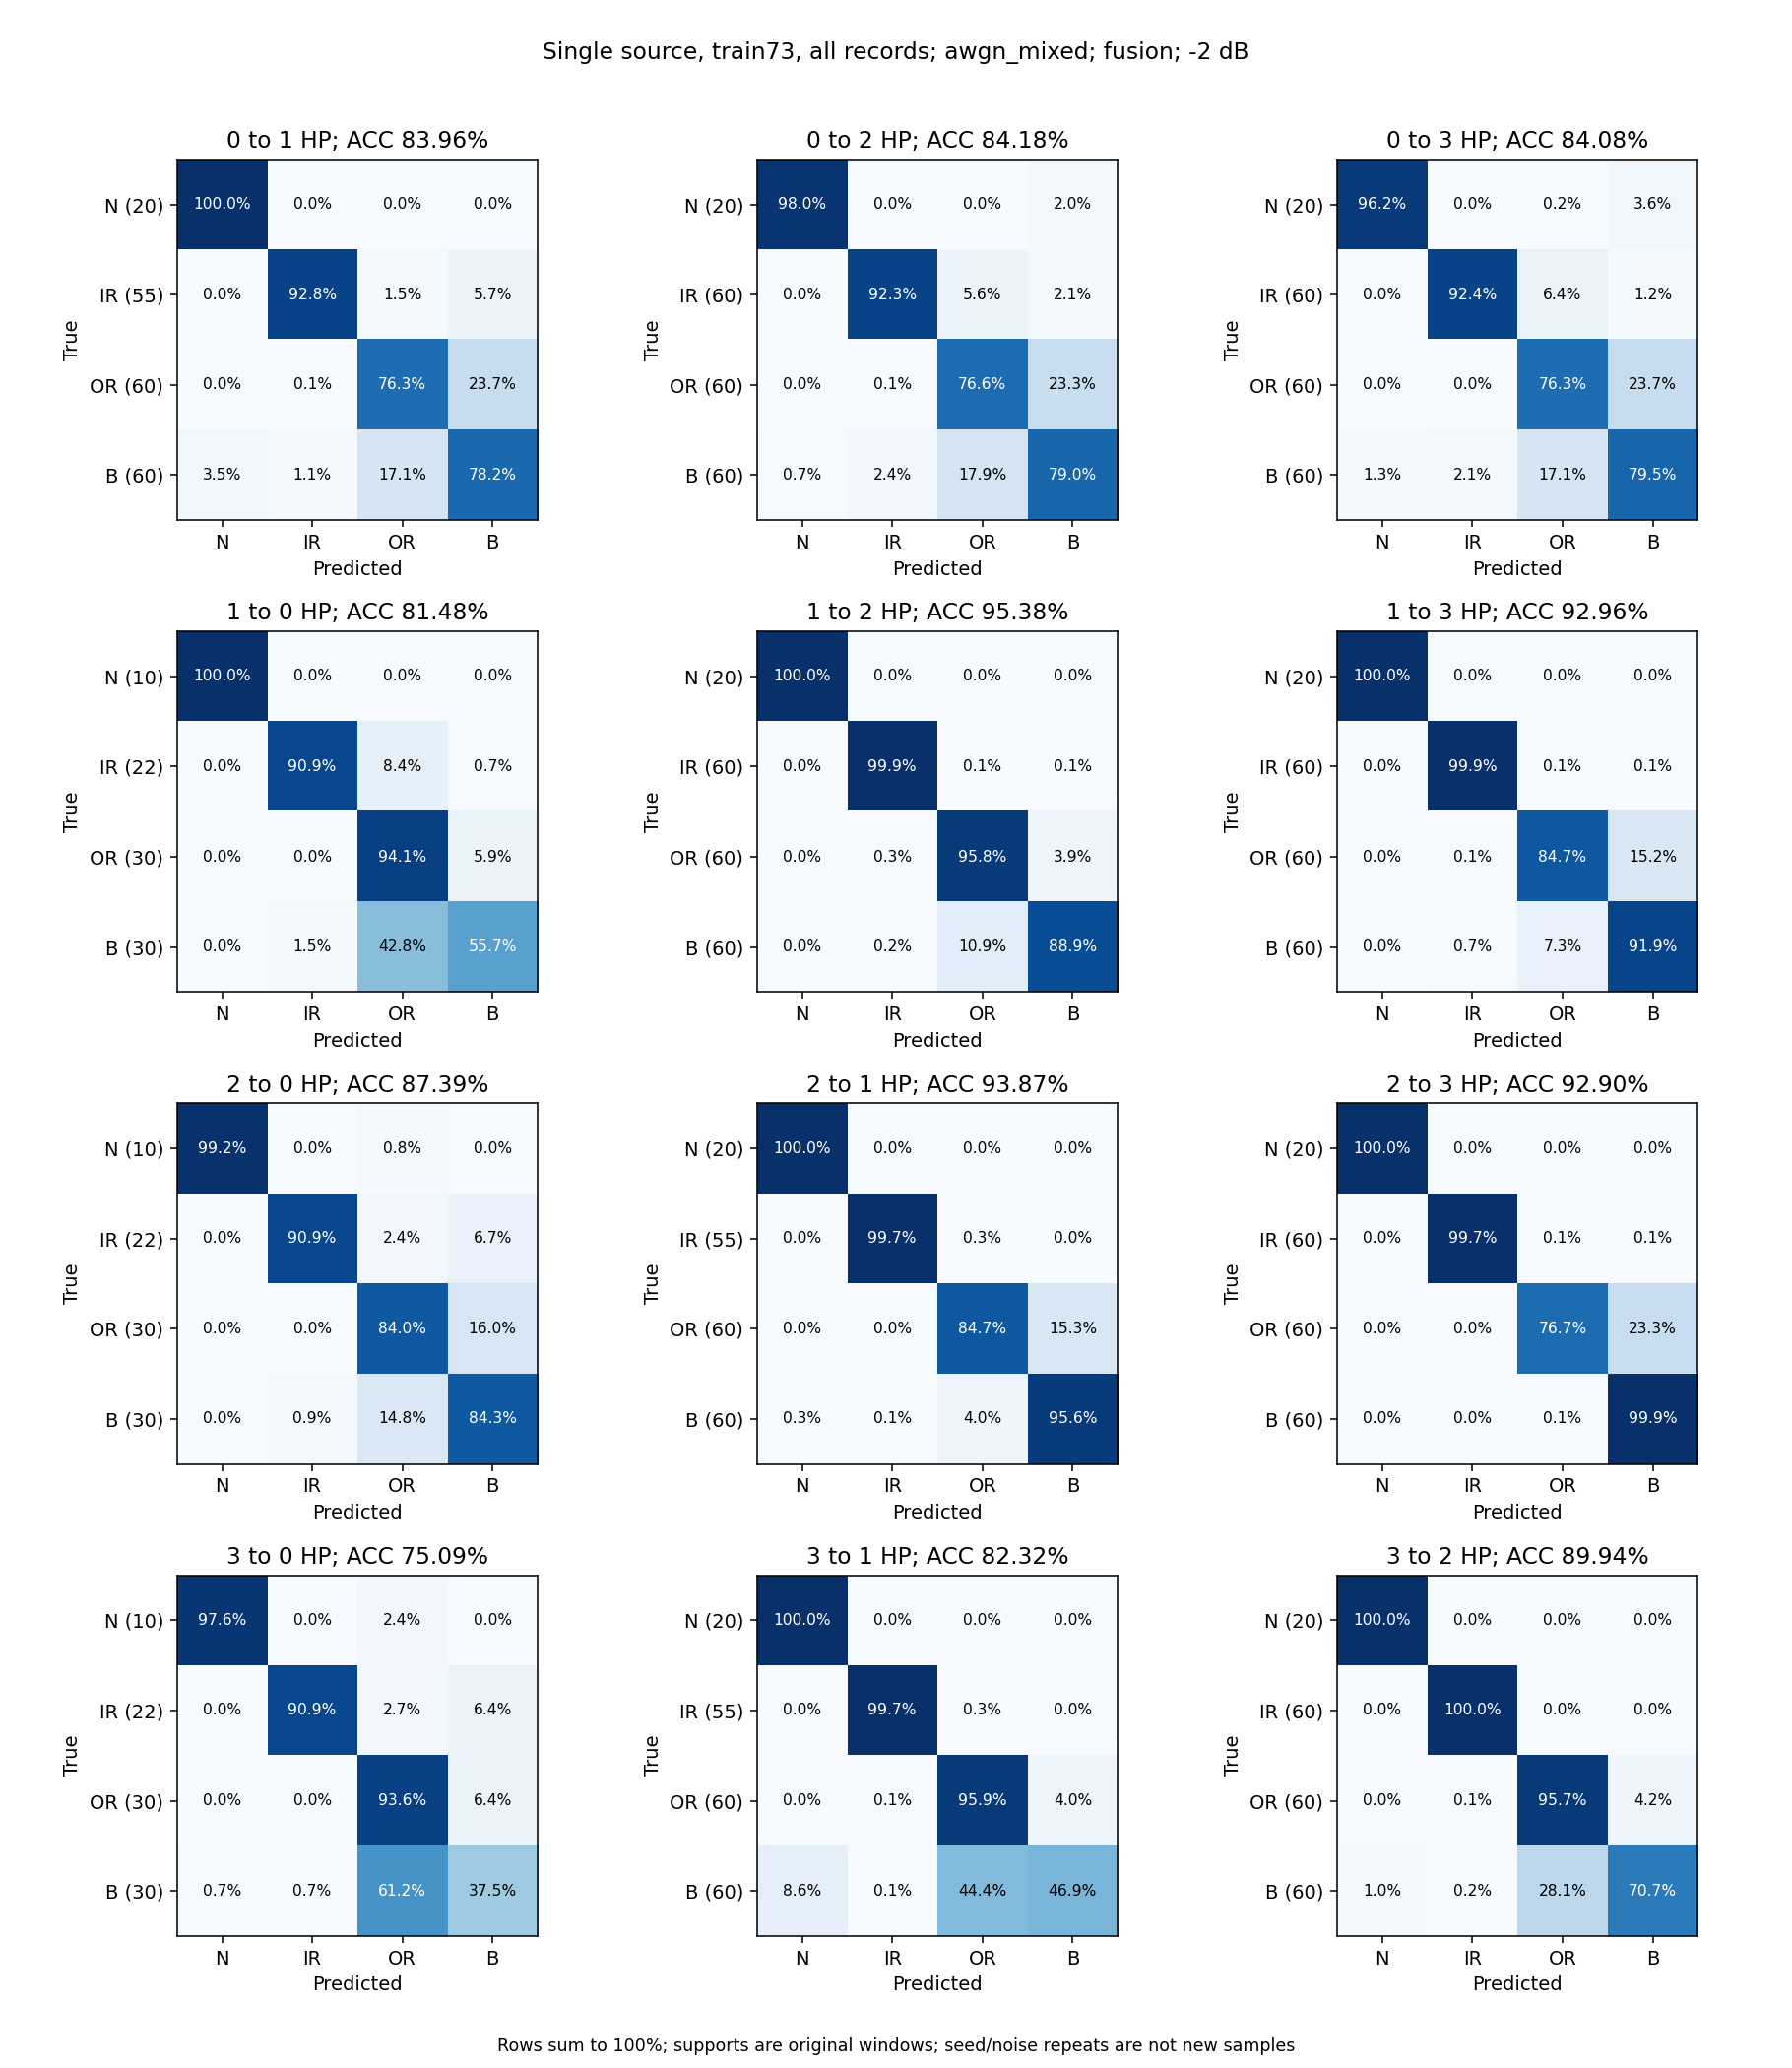 Single source, train73, all records; awgn_mixed; fusion; -2 dB
0 to 1 HP; ACC 83.96%
True
N (20) 100.0% 0.0% 0.0% 0.0%
IR (55) 0.0% 92.8% 1.5% 5.7%
OR (60) 0.0% 0.1% 76.3% 23.7%
B (60) 3.5% 1.1% 17.1% 78.2%
N IR OR B
Predicted
0 to 2 HP; ACC 84.18%
True
N (20) 98.0% 0.0% 0.0% 2.0%
IR (60) 0.0% 92.3% 5.6% 2.1%
OR (60) 0.0% 0.1% 76.6% 23.3%
B (60) 0.7% 2.4% 17.9% 79.0%
N IR OR B
Predicted
0 to 3 HP; ACC 84.08%
True
N (20) 96.2% 0.0% 0.2% 3.6%
IR (60) 0.0% 92.4% 6.4% 1.2%
OR (60) 0.0% 0.0% 76.3% 23.7%
B (60) 1.3% 2.1% 17.1% 79.5%
N IR OR B
Predicted
1 to 0 HP; ACC 81.48%
True
N (10) 100.0% 0.0% 0.0% 0.0%
IR (22) 0.0% 90.9% 8.4% 0.7%
OR (30) 0.0% 0.0% 94.1% 5.9%
B (30) 0.0% 1.5% 42.8% 55.7%
N IR OR B
Predicted
1 to 2 HP; ACC 95.38%
True
N (20) 100.0% 0.0% 0.0% 0.0%
IR (60) 0.0% 99.9% 0.1% 0.1%
OR (60) 0.0% 0.3% 95.8% 3.9%
B (60) 0.0% 0.2% 10.9% 88.9%
N IR OR B
Predicted
1 to 3 HP; ACC 92.96%
True
N (20) 100.0% 0.0% 0.0% 0.0%
IR (60) 0.0% 99.9% 0.1% 0.1%
OR (60) 0.0% 0.1% 84.7% 15.2%
B (60) 0.0% 0.7% 7.3% 91.9%
N IR OR B
Predicted
2 to 0 HP; ACC 87.39%
True
N (10) 99.2% 0.0% 0.8% 0.0%
IR (22) 0.0% 90.9% 2.4% 6.7%
OR (30) 0.0% 0.0% 84.0% 16.0%
B (30) 0.0% 0.9% 14.8% 84.3%
N IR OR B
Predicted
2 to 1 HP; ACC 93.87%
True
N (20) 100.0% 0.0% 0.0% 0.0%
IR (55) 0.0% 99.7% 0.3% 0.0%
OR (60) 0.0% 0.0% 84.7% 15.3%
B (60) 0.3% 0.1% 4.0% 95.6%
N IR OR B
Predicted
2 to 3 HP; ACC 92.90%
True
N (20) 100.0% 0.0% 0.0% 0.0%
IR (60) 0.0% 99.7% 0.1% 0.1%
OR (60) 0.0% 0.0% 76.7% 23.3%
B (60) 0.0% 0.0% 0.1% 99.9%
N IR OR B
Predicted
3 to 0 HP; ACC 75.09%
True
N (10) 97.6% 0.0% 2.4% 0.0%
IR (22) 0.0% 90.9% 2.7% 6.4%
OR (30) 0.0% 0.0% 93.6% 6.4%
B (30) 0.7% 0.7% 61.2% 37.5%
N IR OR B
Predicted
3 to 1 HP; ACC 82.32%
True
N (20) 100.0% 0.0% 0.0% 0.0%
IR (55) 0.0% 99.7% 0.3% 0.0%
OR (60) 0.0% 0.1% 95.9% 4.0%
B (60) 8.6% 0.1% 44.4% 46.9%
N IR OR B
Predicted
3 to 2 HP; ACC 89.94%
True
N (20) 100.0% 0.0% 0.0% 0.0%
IR (60) 0.0% 100.0% 0.0% 0.0%
OR (60) 0.0% 0.1% 95.7% 4.2%
B (60) 1.0% 0.2% 28.1% 70.7%
N IR OR B
Predicted
Rows sum to 100%; supports are original windows; seed/noise repeats are not new samples